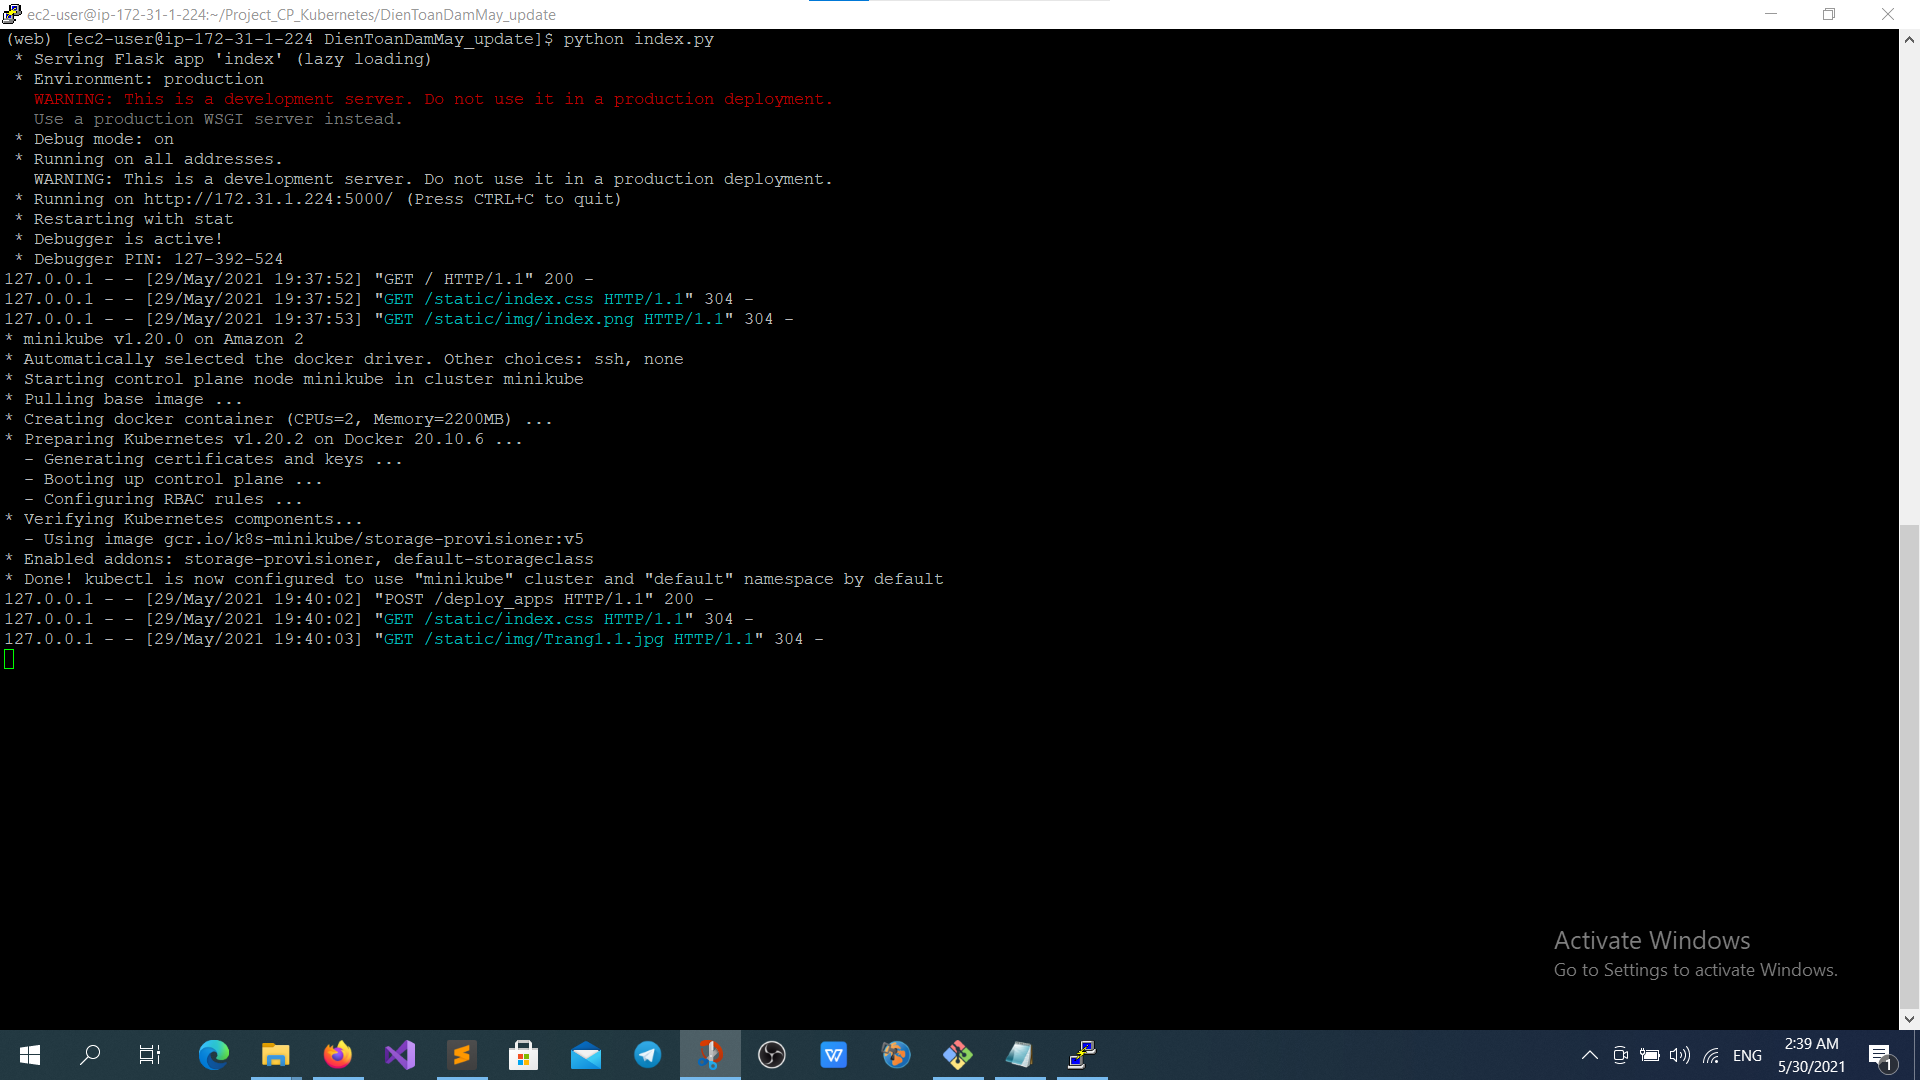 ec2-user@ip-172-31-1-224:~/Project_CP_Kubernetes/DienToanDamMay_update
(web) [ec2-user@ip-172-31-1-224 DienToanDamMay_update]$ python index.py
 * Serving Flask app 'index' (lazy loading)
 * Environment: production
   WARNING: This is a development server. Do not use it in a production deployment.
   Use a production WSGI server instead.
 * Debug mode: on
 * Running on all addresses.
   WARNING: This is a development server. Do not use it in a production deployment.
 * Running on http://172.31.1.224:5000/ (Press CTRL+C to quit)
 * Restarting with stat
 * Debugger is active!
 * Debugger PIN: 127-392-524
127.0.0.1 - - [29/May/2021 19:37:52] "GET / HTTP/1.1" 200 -
127.0.0.1 - - [29/May/2021 19:37:52] "GET /static/index.css HTTP/1.1" 304 -
127.0.0.1 - - [29/May/2021 19:37:53] "GET /static/img/index.png HTTP/1.1" 304 -
* minikube v1.20.0 on Amazon 2
* Automatically selected the docker driver. Other choices: ssh, none
* Starting control plane node minikube in cluster minikube
* Pulling base image ...
* Creating docker container (CPUs=2, Memory=2200MB) ...
* Preparing Kubernetes v1.20.2 on Docker 20.10.6 ...
  - Generating certificates and keys ...
  - Booting up control plane ...
  - Configuring RBAC rules ...
* Verifying Kubernetes components...
  - Using image gcr.io/k8s-minikube/storage-provisioner:v5
* Enabled addons: storage-provisioner, default-storageclass
* Done! kubectl is now configured to use "minikube" cluster and "default" namespace by default
127.0.0.1 - - [29/May/2021 19:40:02] "POST /deploy_apps HTTP/1.1" 200 -
127.0.0.1 - - [29/May/2021 19:40:02] "GET /static/index.css HTTP/1.1" 304 -
127.0.0.1 - - [29/May/2021 19:40:03] "GET /static/img/Trang1.1.jpg HTTP/1.1" 304 -
Activate Windows
Go to Settings to activate Windows.
ENG
2:39 AM
5/30/2021
1